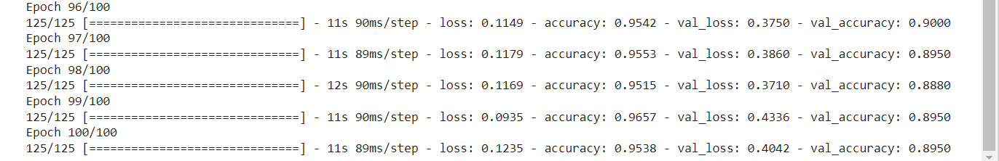 Epoch 96/100
125/125 [==============================] - 11s 90ms/step - loss: 0.1149 - accuracy: 0.9542 - val_loss: 0.3750 - val_accuracy: 0.9000
Epoch 97/100
125/125 [==============================] - 11s 89ms/step - loss: 0.1179 - accuracy: 0.9553 - val_loss: 0.3860 - val_accuracy: 0.8950
Epoch 98/100
125/125 [==============================] - 12s 90ms/step - loss: 0.1169 - accuracy: 0.9515 - val_loss: 0.3710 - val_accuracy: 0.8880
Epoch 99/100
125/125 [==============================] - 11s 90ms/step - loss: 0.0935 - accuracy: 0.9657 - val_loss: 0.4336 - val_accuracy: 0.8950
Epoch 100/100
125/125 [==============================] - 11s 89ms/step - loss: 0.1235 - accuracy: 0.9538 - val_loss: 0.4042 - val_accuracy: 0.8950